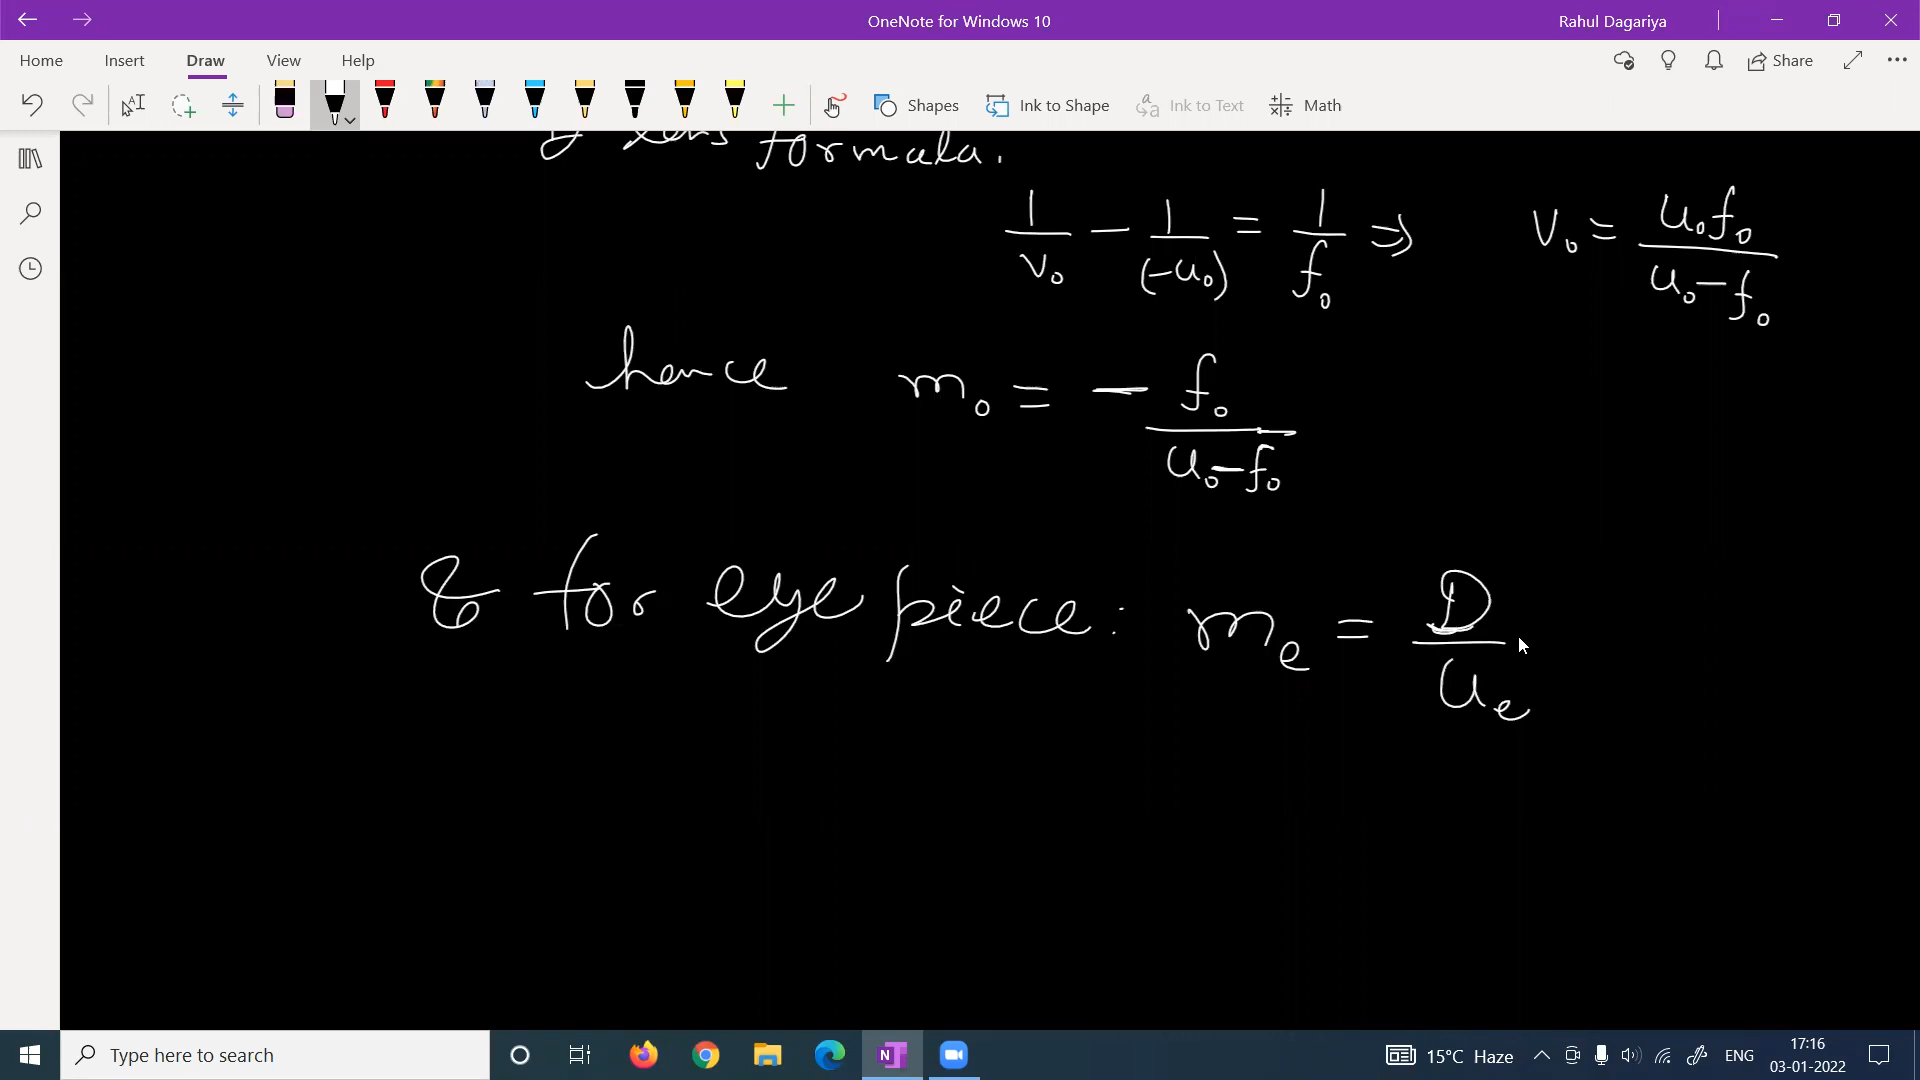 OneNote for Windows 10
Rahul Dagariya
Home Insert Draw View Help
Share
Shapes Ink to Shape Ink to Text Math
lens formula.
1/v₀ − 1/(−u₀) = 1/f₀ ⇒ v₀ = u₀f₀/(u₀−f₀)
hence m₀ = − f₀/(u₀−f₀)
& for eye piece: mₑ = D/uₑ
Type here to search
15°C Haze
ENG
17:16
03-01-2022